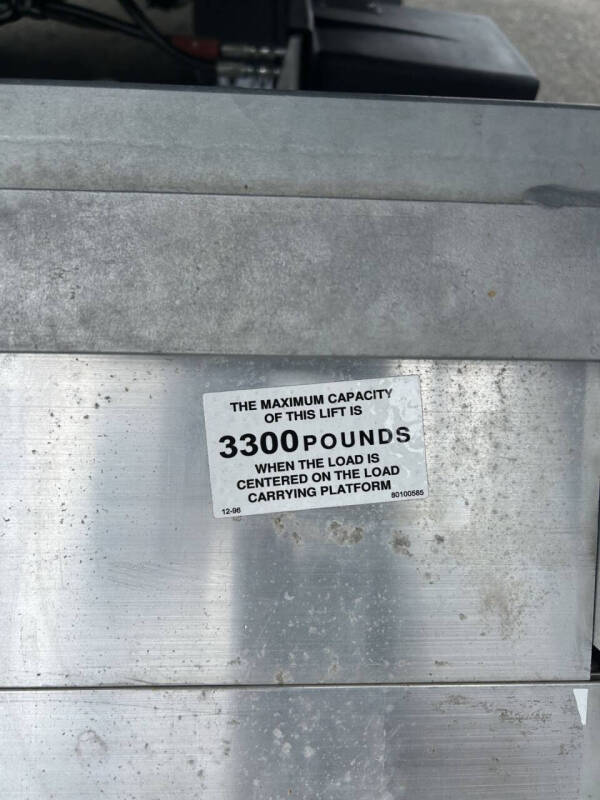 THE MAXIMUM CAPACITY
OF THIS LIFT IS
3300 POUNDS
WHEN THE LOAD IS
CENTERED ON THE LOAD
CARRYING PLATFORM
12-96 80100565